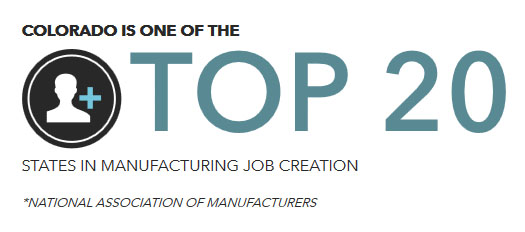 COLORADO IS ONE OF THE
TOP 20
STATES IN MANUFACTURING JOB CREATION
*NATIONAL ASSOCIATION OF MANUFACTURERS